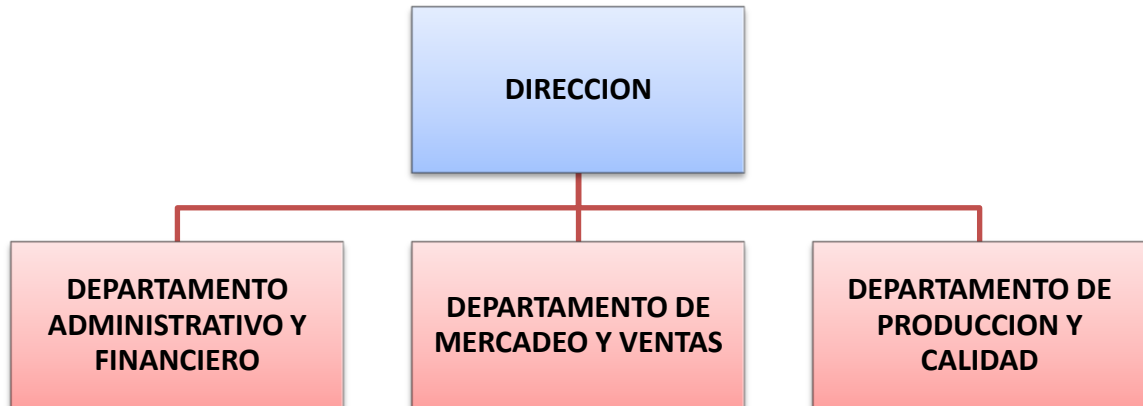 DIRECCION
DEPARTAMENTO
ADMINISTRATIVO Y
FINANCIERO
DEPARTAMENTO DE
MERCADEO Y VENTAS
DEPARTAMENTO DE
PRODUCCION Y
CALIDAD